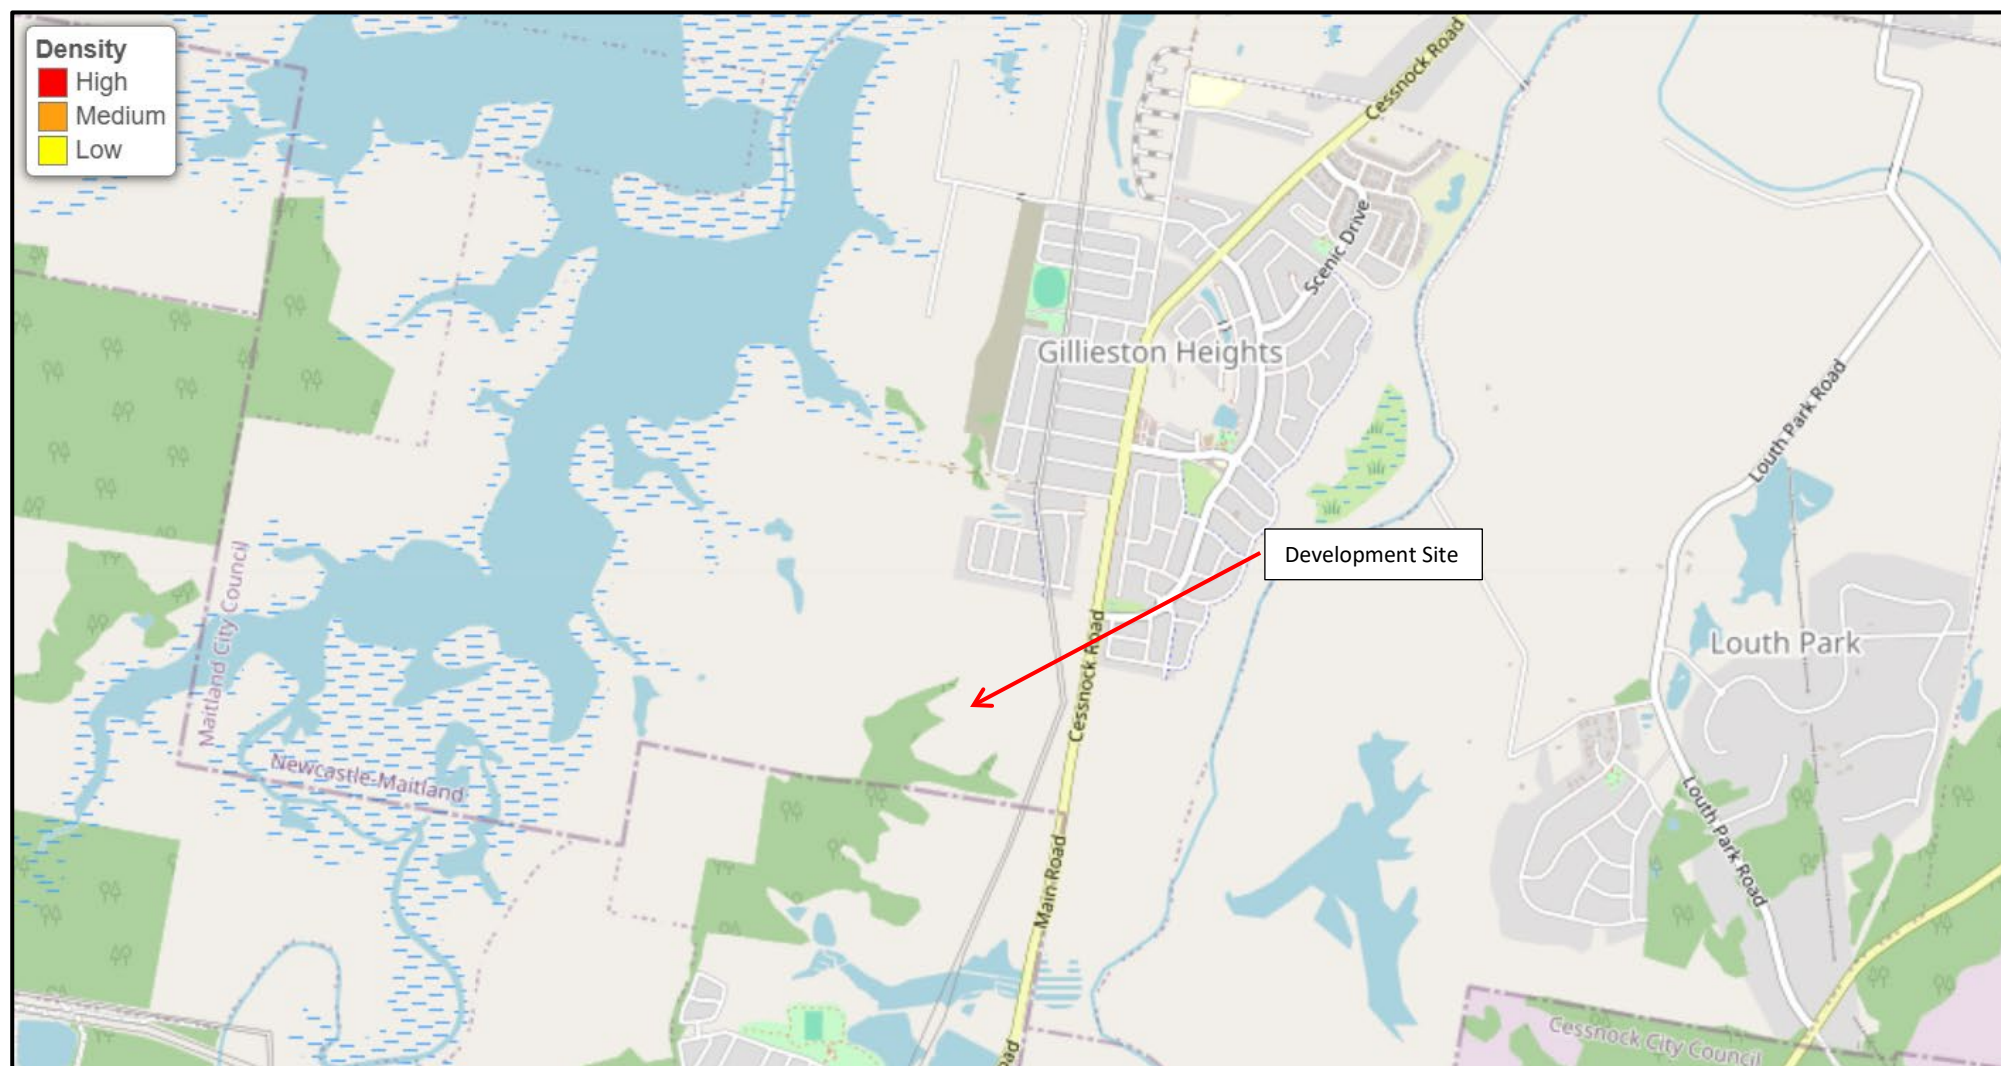 Density
High
Medium
Low
Cessnock Road
Scenic Drive
Gillieston Heights
Louth Park Road
Development Site
Maitland City Council
Cessnock Road
Louth Park
Newcastle-Maitland
Louth Park Road
Main Road
Cessnock City Council